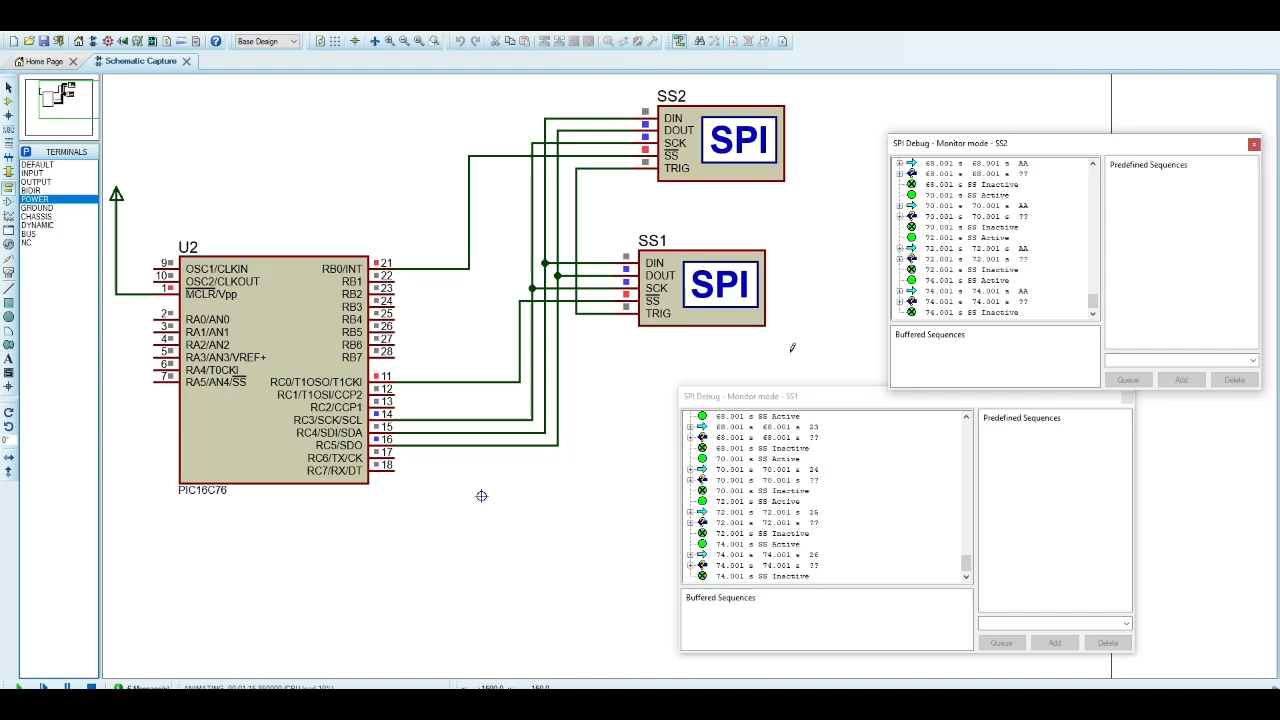 Base Design
Home Page
Schematic Capture
P TERMINALS
DEFAULT
INPUT
OUTPUT
BIDIR
POWER
GROUND
CHASSIS
DYNAMIC
BUS
NC
0°
SS2
DIN
DOUT
SCK
SS
TRIG
SPI
SS1
DIN
DOUT
SCK
SS
TRIG
SPI
U2
9 OSC1/CLKIN
10 OSC2/CLKOUT
1 MCLR/Vpp
2 RA0/AN0
3 RA1/AN1
4 RA2/AN2
5 RA3/AN3/VREF+
6 RA4/T0CKI
7 RA5/AN4/SS
RB0/INT 21
RB1 22
RB2 23
RB3 24
RB4 25
RB5 26
RB6 27
RB7 28
RC0/T1OSO/T1CKI 11
RC1/T1OSI/CCP2 12
RC2/CCP1 13
RC3/SCK/SCL 14
RC4/SDI/SDA 15
RC5/SDO 16
RC6/TX/CK 17
RC7/RX/DT 18
PIC16C76
SPI Debug - Monitor mode - SS2
68.001 s 68.001 s AA
68.001 s 68.001 s ??
68.001 s SS Inactive
70.001 s SS Active
70.001 s 70.001 s AA
70.001 s 70.001 s ??
70.001 s SS Inactive
72.001 s SS Active
72.001 s 72.001 s AA
72.001 s 72.001 s ??
72.001 s SS Inactive
74.001 s SS Active
74.001 s 74.001 s AA
74.001 s 74.001 s ??
74.001 s SS Inactive
Buffered Sequences
Predefined Sequences
Queue Add Delete
SPI Debug - Monitor mode - SS1
68.001 s SS Active
68.001 s 68.001 s 23
68.001 s 68.001 s ??
68.001 s SS Inactive
70.001 s SS Active
70.001 s 70.001 s 24
70.001 s 70.001 s ??
70.001 s SS Inactive
72.001 s SS Active
72.001 s 72.001 s 25
72.001 s 72.001 s ??
72.001 s SS Inactive
74.001 s SS Active
74.001 s 74.001 s 26
74.001 s 74.001 s ??
74.001 s SS Inactive
Buffered Sequences
Predefined Sequences
Queue Add Delete
6 Message(s)